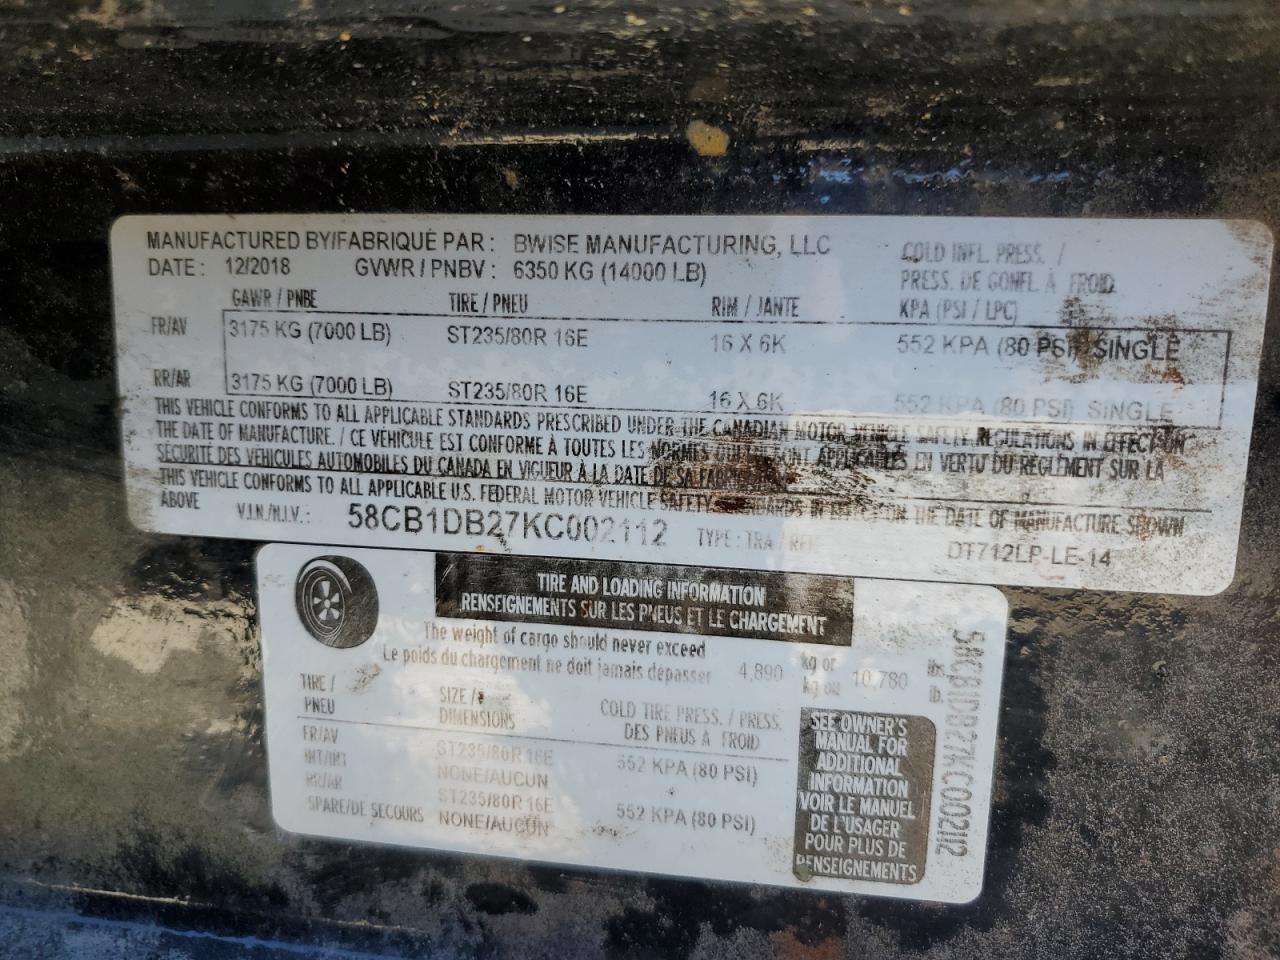 MANUFACTURED BY/FABRIQUÉ PAR : BWISE MANUFACTURING, LLC
DATE : 12/2018 GVWR / PNBV : 6350 KG (14000 LB)
COLD INFL. PRESS. /
PRESS. DE GONFL. À FROID
GAWR / PNBE TIRE / PNEU RIM / JANTE KPA (PSI / LPC)
FR/AV 3175 KG (7000 LB) ST235/80R 16E 16 X 6K 552 KPA (80 PSI) SINGLE
RR/AR 3175 KG (7000 LB) ST235/80R 16E 16 X 6K 552 KPA (80 PSI) SINGLE
THIS VEHICLE CONFORMS TO ALL APPLICABLE STANDARDS PRESCRIBED UNDER THE CANADIAN MOTOR VEHICLE SAFETY REGULATIONS IN EFFECT ON
THE DATE OF MANUFACTURE. / CE VÉHICULE EST CONFORME À TOUTES LES NORMES QUI LUI SONT APPLICABLES EN VERTU DU RÈGLEMENT SUR LA
SÉCURITÉ DES VÉHICULES AUTOMOBILES DU CANADA EN VIGUEUR À LA DATE DE SA FABRICATION
THIS VEHICLE CONFORMS TO ALL APPLICABLE U.S. FEDERAL MOTOR VEHICLE SAFETY STANDARDS IN EFFECT ON THE DATE OF MANUFACTURE SHOWN
ABOVE
V.I.N./N.I.V.: 58CB1DB27KC002112 TYPE : TRA / REM DT712LP-LE-14
TIRE AND LOADING INFORMATION
RENSEIGNEMENTS SUR LES PNEUS ET LE CHARGEMENT
The weight of cargo should never exceed
Le poids du chargement ne doit jamais dépasser 4,890 kg or
kg ou 10,780 lbs.
lb.
TIRE /
PNEU
SIZE /
DIMENSIONS
COLD TIRE PRESS. / PRESS.
DES PNEUS À FROID
FR/AV ST235/80R 16E 552 KPA (80 PSI)
INT/INT NONE/AUCUN
RR/AR ST235/80R 16E 552 KPA (80 PSI)
SPARE/DE SECOURS NONE/AUCUN
SEE OWNER'S
MANUAL FOR
ADDITIONAL
INFORMATION
VOIR LE MANUEL
DE L'USAGER
POUR PLUS DE
RENSEIGNEMENTS
58CB1DB27KC002112